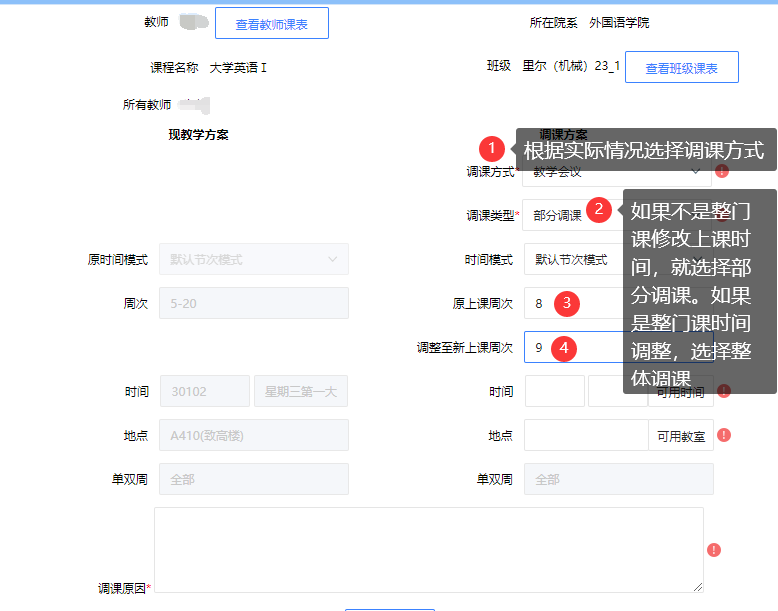 教师 查看教师课表 所在院系 外国语学院
课程名称 大学英语 I 班级 里尔（机械）23_1 查看班级课表
所有教师
现教学方案 调课方案
1 根据实际情况选择调课方式
调课方式* 教学会议
调课类型* 部分调课 2
如果不是整门
课修改上课时
间，就选择部
分调课。如果
是整门课时间
调整，选择整
体调课
原时间模式 默认节次模式 时间模式 默认节次模式
周次 5-20 原上课周次 8 3
调整至新上课周次 9 4
时间 30102 星期三第一大 时间 可用时间
地点 A410(致高楼) 地点 可用教室
单双周 全部 单双周 全部
调课原因*